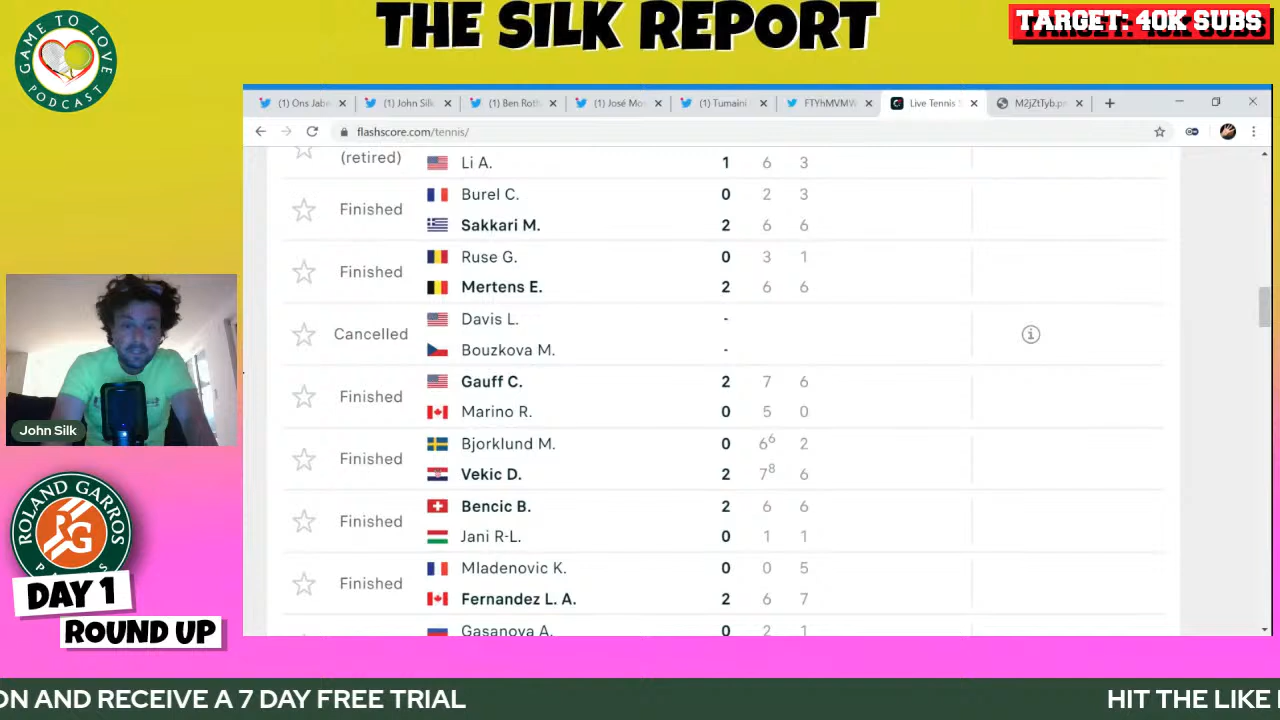 GAME TO LOVE
PODCAST
THE SILK REPORT
TARGET: 40K SUBS
(1) Ons Jabe
(1) John Silk
(1) Ben Roth
(1) José Mo
(1) Tumaini
FTYhMVMW
Live Tennis S
M2jZtTyb.pn
flashscore.com/tennis/
(retired)
Li A. 1 6 3
Finished
Burel C. 0 2 3
Sakkari M. 2 6 6
Finished
Ruse G. 0 3 1
Mertens E. 2 6 6
Cancelled
Davis L. -
Bouzkova M. -
Finished
Gauff C. 2 7 6
Marino R. 0 5 0
Finished
Bjorklund M. 0 6⁶ 2
Vekic D. 2 7⁸ 6
Finished
Bencic B. 2 6 6
Jani R-L. 0 1 1
Finished
Mladenovic K. 0 0 5
Fernandez L. A. 2 6 7
Gasanova A. 0 2 1
John Silk
ROLAND GARROS
RG
DAY 1
ROUND UP
ON AND RECEIVE A 7 DAY FREE TRIAL
HIT THE LIKE